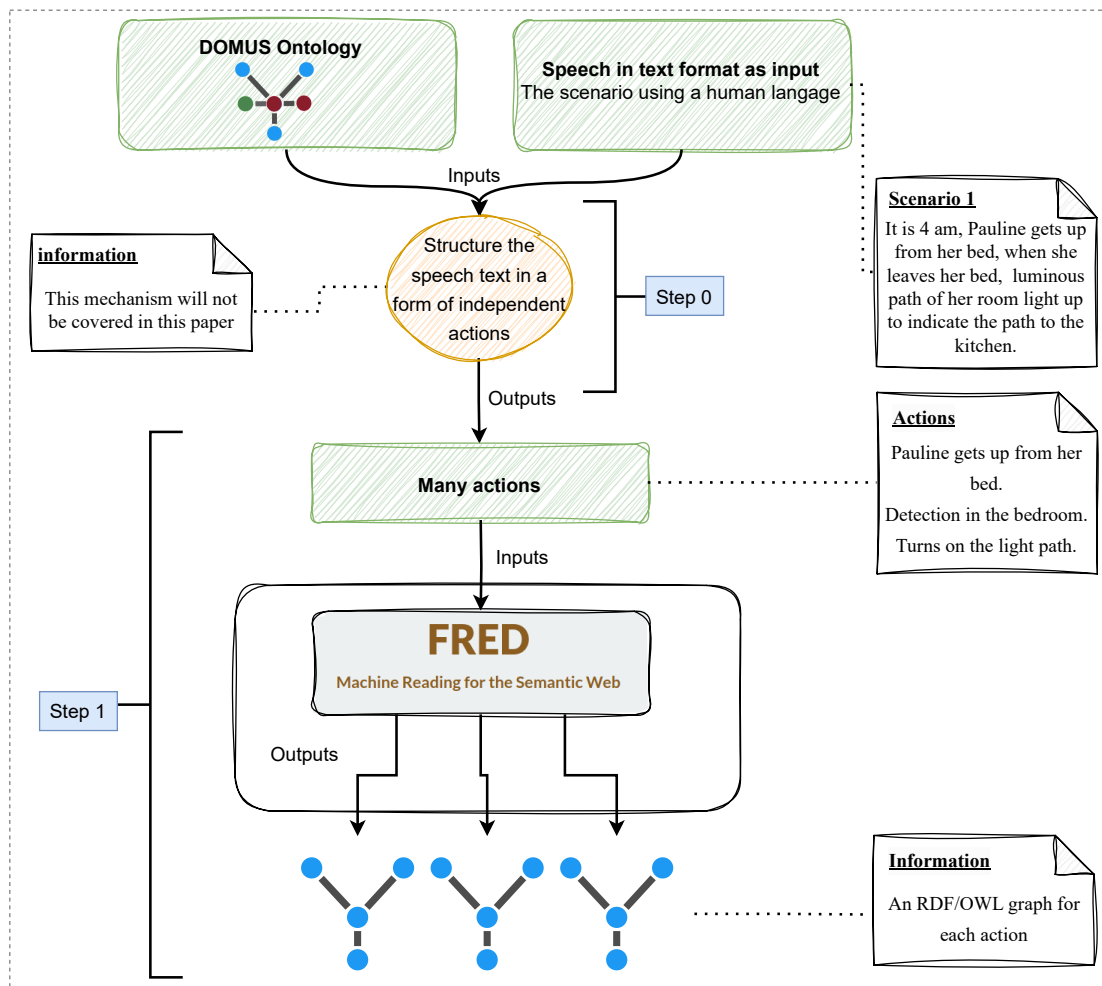 DOMUS Ontology
Speech in text format as input
The scenario using a human langage
Inputs
Scenario 1
It is 4 am, Pauline gets up
from her bed, when she
leaves her bed, luminous
path of her room light up
to indicate the path to the
kitchen.
information
This mechanism will not
be covered in this paper
Structure the
speech text in a
form of independent
actions
Step 0
Outputs
Actions
Pauline gets up from her
bed.
Detection in the bedroom.
Turns on the light path.
Many actions
Inputs
FRED
Machine Reading for the Semantic Web
Step 1
Outputs
Information
An RDF/OWL graph for
each action